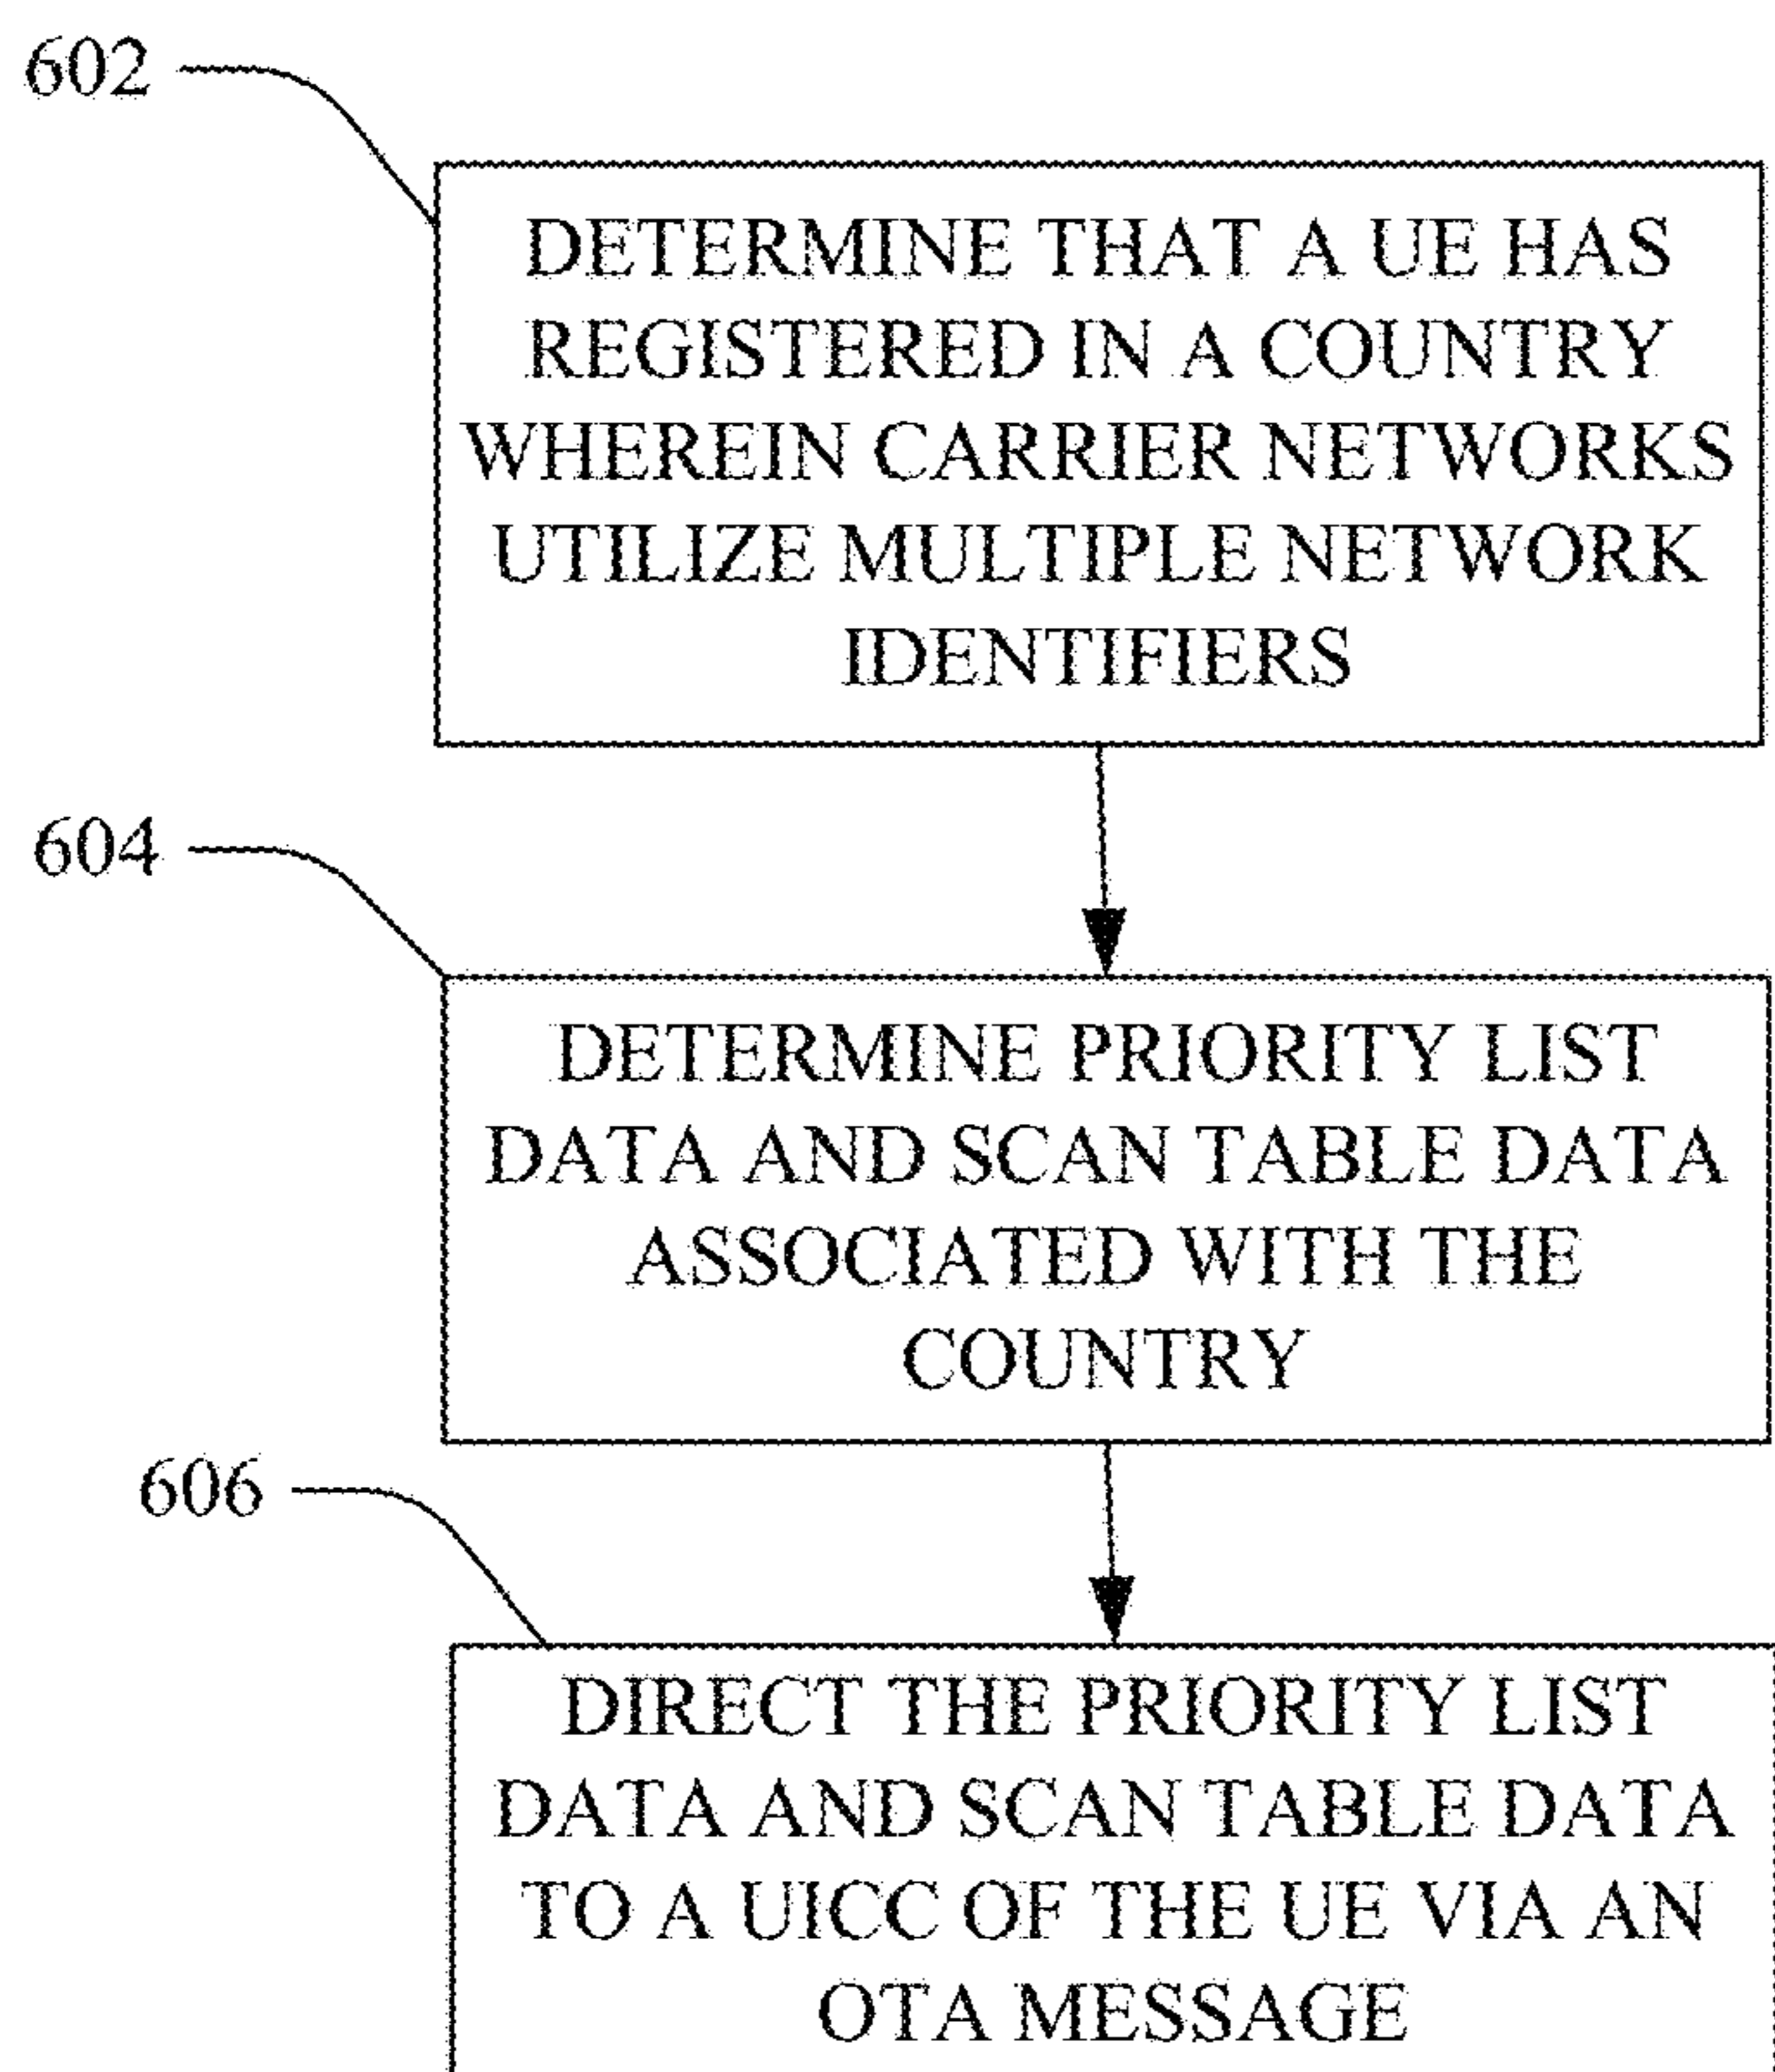 602
DETERMINE THAT A UE HAS
REGISTERED IN A COUNTRY
WHEREIN CARRIER NETWORKS
UTILIZE MULTIPLE NETWORK
IDENTIFIERS
604
DETERMINE PRIORITY LIST
DATA AND SCAN TABLE DATA
ASSOCIATED WITH THE
COUNTRY
606
DIRECT THE PRIORITY LIST
DATA AND SCAN TABLE DATA
TO A UICC OF THE UE VIA AN
OTA MESSAGE